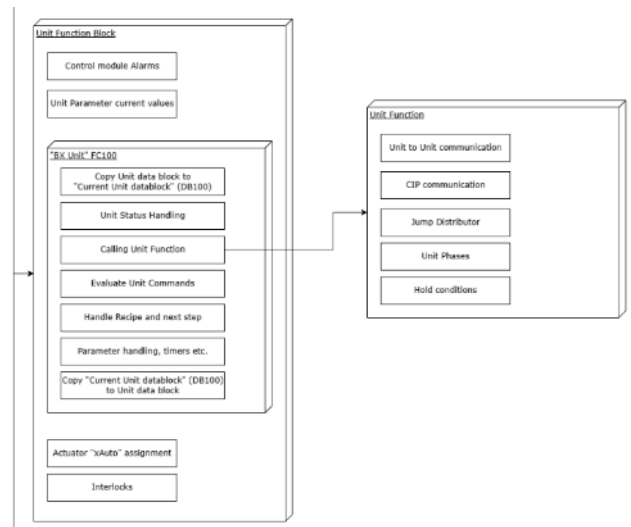 Unit Function Block
Control module Alarms
Unit Parameter current values
"BX Unit" FC100
Copy Unit data block to
"Current Unit datablock" (DB100)
Unit Status Handling
Calling Unit Function
Evaluate Unit Commands
Handle Recipe and next step
Parameter handling, timers etc.
Copy "Current Unit datablock" (DB100)
to Unit data block
Actuator "xAuto" assignment
Interlocks
Unit Function
Unit to Unit communication
CIP communication
Jump Distributor
Unit Phases
Hold conditions